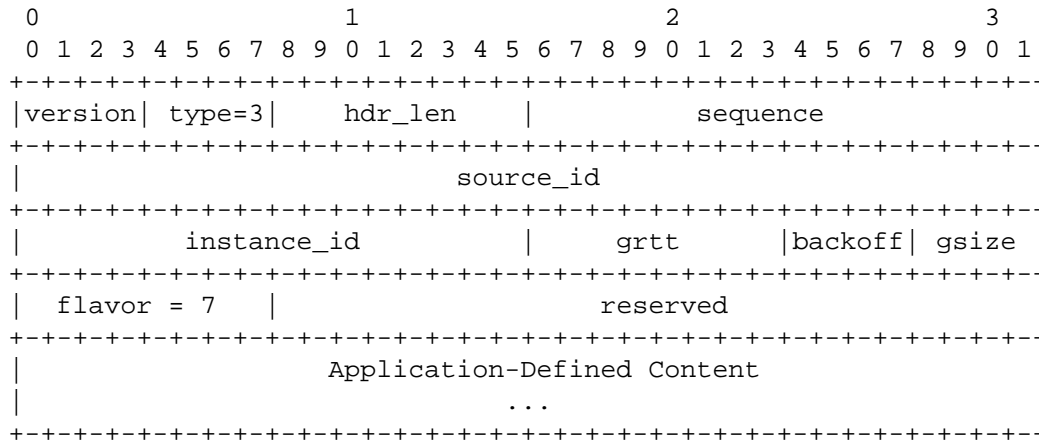 0                   1                   2                   3
 0 1 2 3 4 5 6 7 8 9 0 1 2 3 4 5 6 7 8 9 0 1 2 3 4 5 6 7 8 9 0 1
+-+-+-+-+-+-+-+-+-+-+-+-+-+-+-+-+-+-+-+-+-+-+-+-+-+-+-+-+-+-+-+--
|version| type=3|    hdr_len    |          sequence
+-+-+-+-+-+-+-+-+-+-+-+-+-+-+-+-+-+-+-+-+-+-+-+-+-+-+-+-+-+-+-+--
|                           source_id
+-+-+-+-+-+-+-+-+-+-+-+-+-+-+-+-+-+-+-+-+-+-+-+-+-+-+-+-+-+-+-+--
|          instance_id          |     grtt      |backoff| gsize
+-+-+-+-+-+-+-+-+-+-+-+-+-+-+-+-+-+-+-+-+-+-+-+-+-+-+-+-+-+-+-+--
|  flavor = 7   |                    reserved
+-+-+-+-+-+-+-+-+-+-+-+-+-+-+-+-+-+-+-+-+-+-+-+-+-+-+-+-+-+-+-+--
|                   Application-Defined Content
|                              ...
+-+-+-+-+-+-+-+-+-+-+-+-+-+-+-+-+-+-+-+-+-+-+-+-+-+-+-+-+-+-+-+--